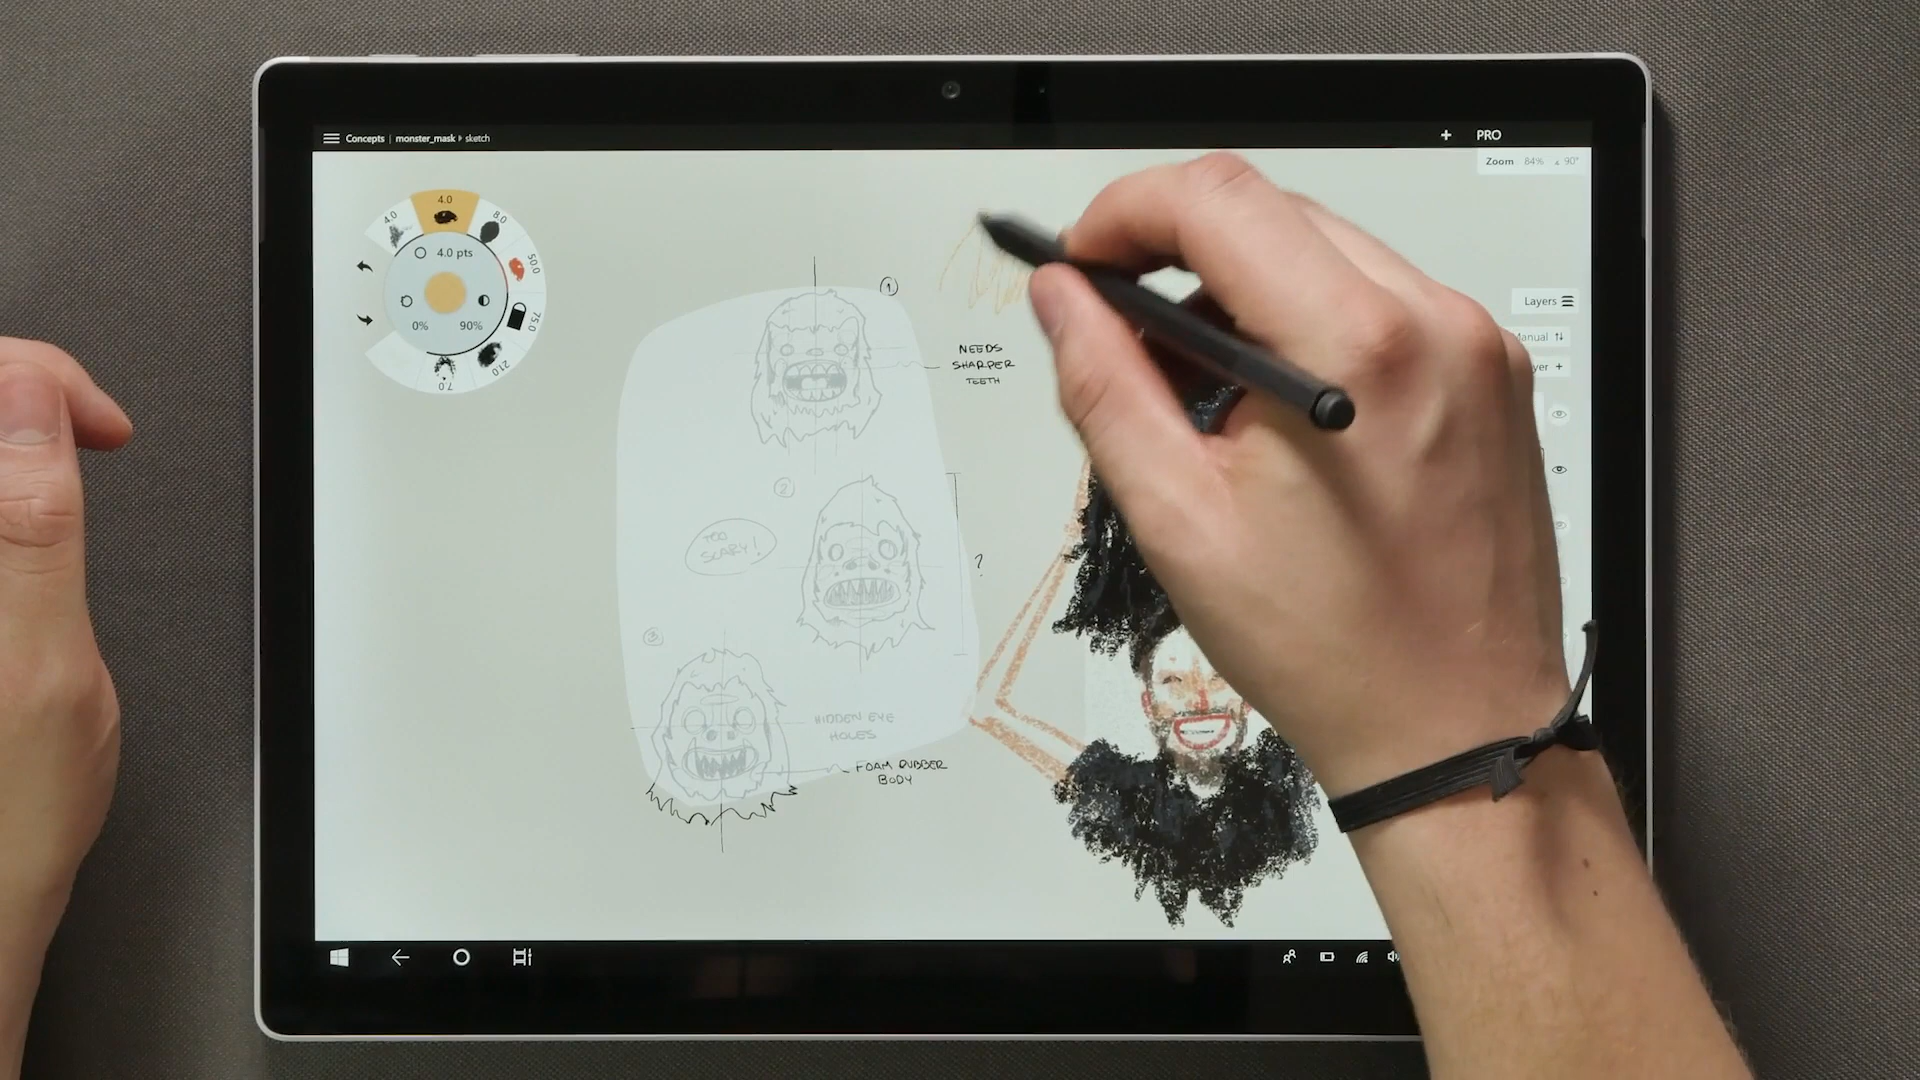 Concepts | monster_mask ▸ sketch
+ PRO
Zoom 84% 90°
4.0
4.0
8.0
50.0
75.0
21.0
7.0
4.0 pts
0% 90%
Layers
Manual
yer +
1
NEEDS
SHARPER
TEETH
2
TOO
SCARY!
?
3
HIDDEN EYE
HOLES
FOAM RUBBER
BODY